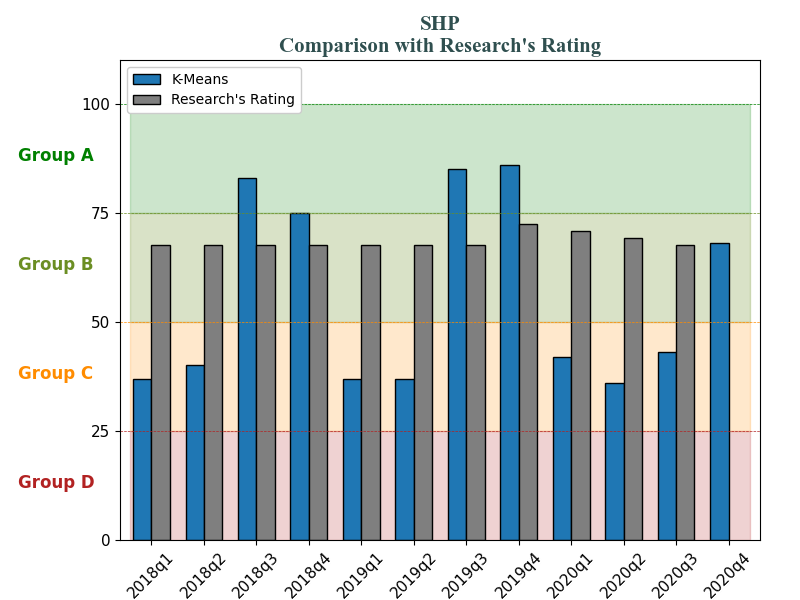 SHP
Comparison with Research's Rating
K-Means
Research's Rating
100
75
50
25
0
Group A
Group B
Group C
Group D
2018q1
2018q2
2018q3
2018q4
2019q1
2019q2
2019q3
2019q4
2020q1
2020q2
2020q3
2020q4